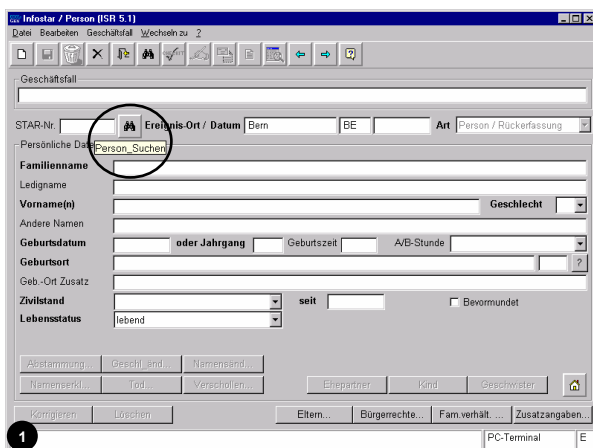 Infostar / Person (ISR 5.1)
Datei Bearbeiten Geschäftsfall Wechseln zu ?
Geschäftsfall
STAR-Nr. Ereignis-Ort / Datum Bern BE Art Person / Rückerfassung
Persönliche Date
Person_Suchen
Familienname
Ledigname
Vorname(n) Geschlecht
Andere Namen
Geburtsdatum oder Jahrgang Geburtszeit A/B-Stunde
Geburtsort ?
Geb.-Ort Zusatz
Zivilstand seit Bevormundet
Lebensstatus lebend
Abstammung... Geschl_änd... Namensänd...
Namenserkl... Tod... Verschollen... Ehepartner Kind Geschwister
Korrigieren Löschen Eltern... Bürgerrechte... Fam.verhält. ... Zusatzangaben...
1 PC-Terminal E